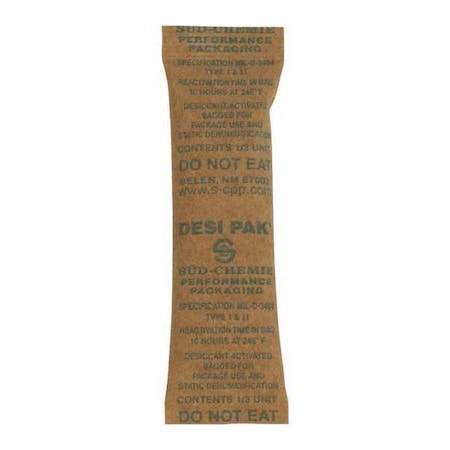 SÜD-CHEMIE
PERFORMANCE
PACKAGING
SPECIFICATION MIL-D-3464
TYPE I & II
REACTIVATION TIME IN BAG
16 HOURS AT 245° F
DESICCANT ACTIVATED
BAGGED FOR
PACKAGE USE AND
STATIC DEHUMIDIFICATION
CONTENTS 1/3 UNIT
DO NOT EAT
BELEN, NM 87002
www.s-cpp.com
DESI PAK
S
SÜD-CHEMIE
PERFORMANCE
PACKAGING
SPECIFICATION MIL-D-3464
TYPE I & II
REACTIVATION TIME IN BAG
16 HOURS AT 245° F
DESICCANT ACTIVATED
BAGGED FOR
PACKAGE USE AND
STATIC DEHUMIDIFICATION
CONTENTS 1/3 UNIT
DO NOT EAT